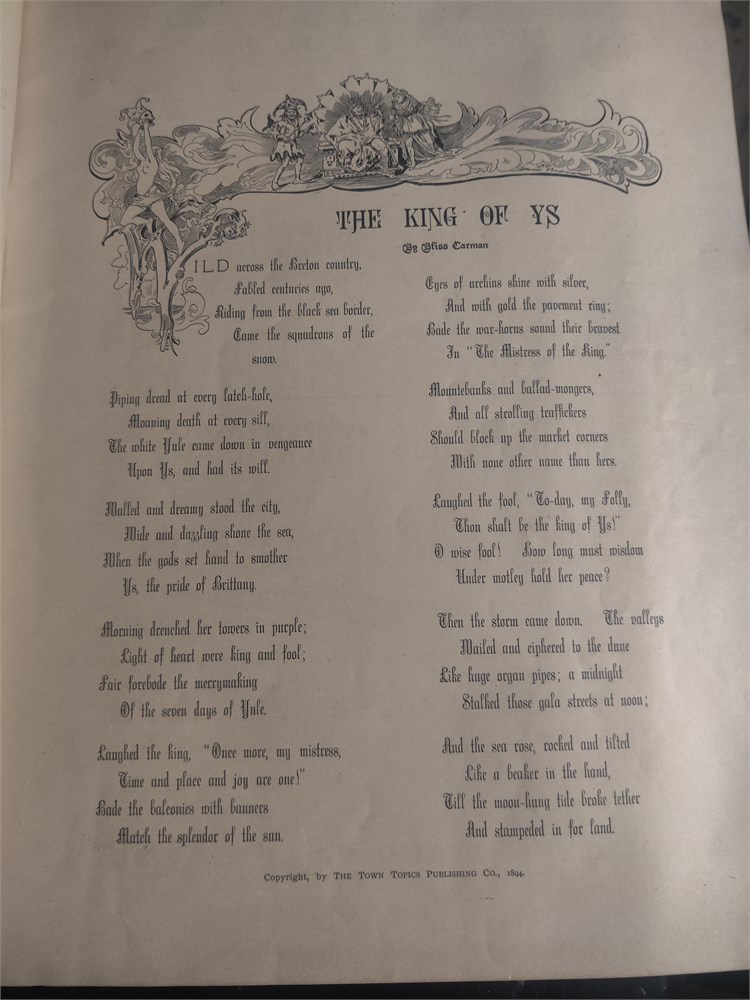 THE KING OF YS
By Bliss Carman
WILD across the Breton country,
Fabled centuries ago,
Riding from the black sea border,
Came the squadrons of the
snow.
Piping dread at every latch-hole,
Moaning death at every sill,
The white Yule came down in vengeance
Upon Ys, and had its will.
Walled and dreamy stood the city,
Wide and dazzling shone the sea,
When the gods set hand to smother
Ys, the pride of Brittany.
Morning drenched her towers in purple;
Light of heart were king and fool;
Fair forebode the merrymaking
Of the seven days of Yule.
Laughed the king, "Once more, my mistress,
Time and place and joy are one!"
Bade the balconies with banners
Match the splendor of the sun.
Eyes of urchins shine with silver,
And with gold the pavement ring;
Bade the war-horns sound their bravest
In "The Mistress of the King."
Mountebanks and ballad-mongers,
And all strolling traffickers
Should block up the market corners
With none other name than hers.
Laughed the fool, "To-day, my Folly,
Thou shalt be the king of Ys!"
O wise fool! How long must wisdom
Under motley hold her peace?
Then the storm came down. The valleys
Wailed and ciphered to the dune
Like huge organ pipes; a midnight
Stalked those gala streets at noon;
And the sea rose, rocked and tilted
Like a beaker in the hand,
Till the moon-hung tide broke tether
And stampeded in for land.
Copyright, by THE TOWN TOPICS PUBLISHING CO., 1894.